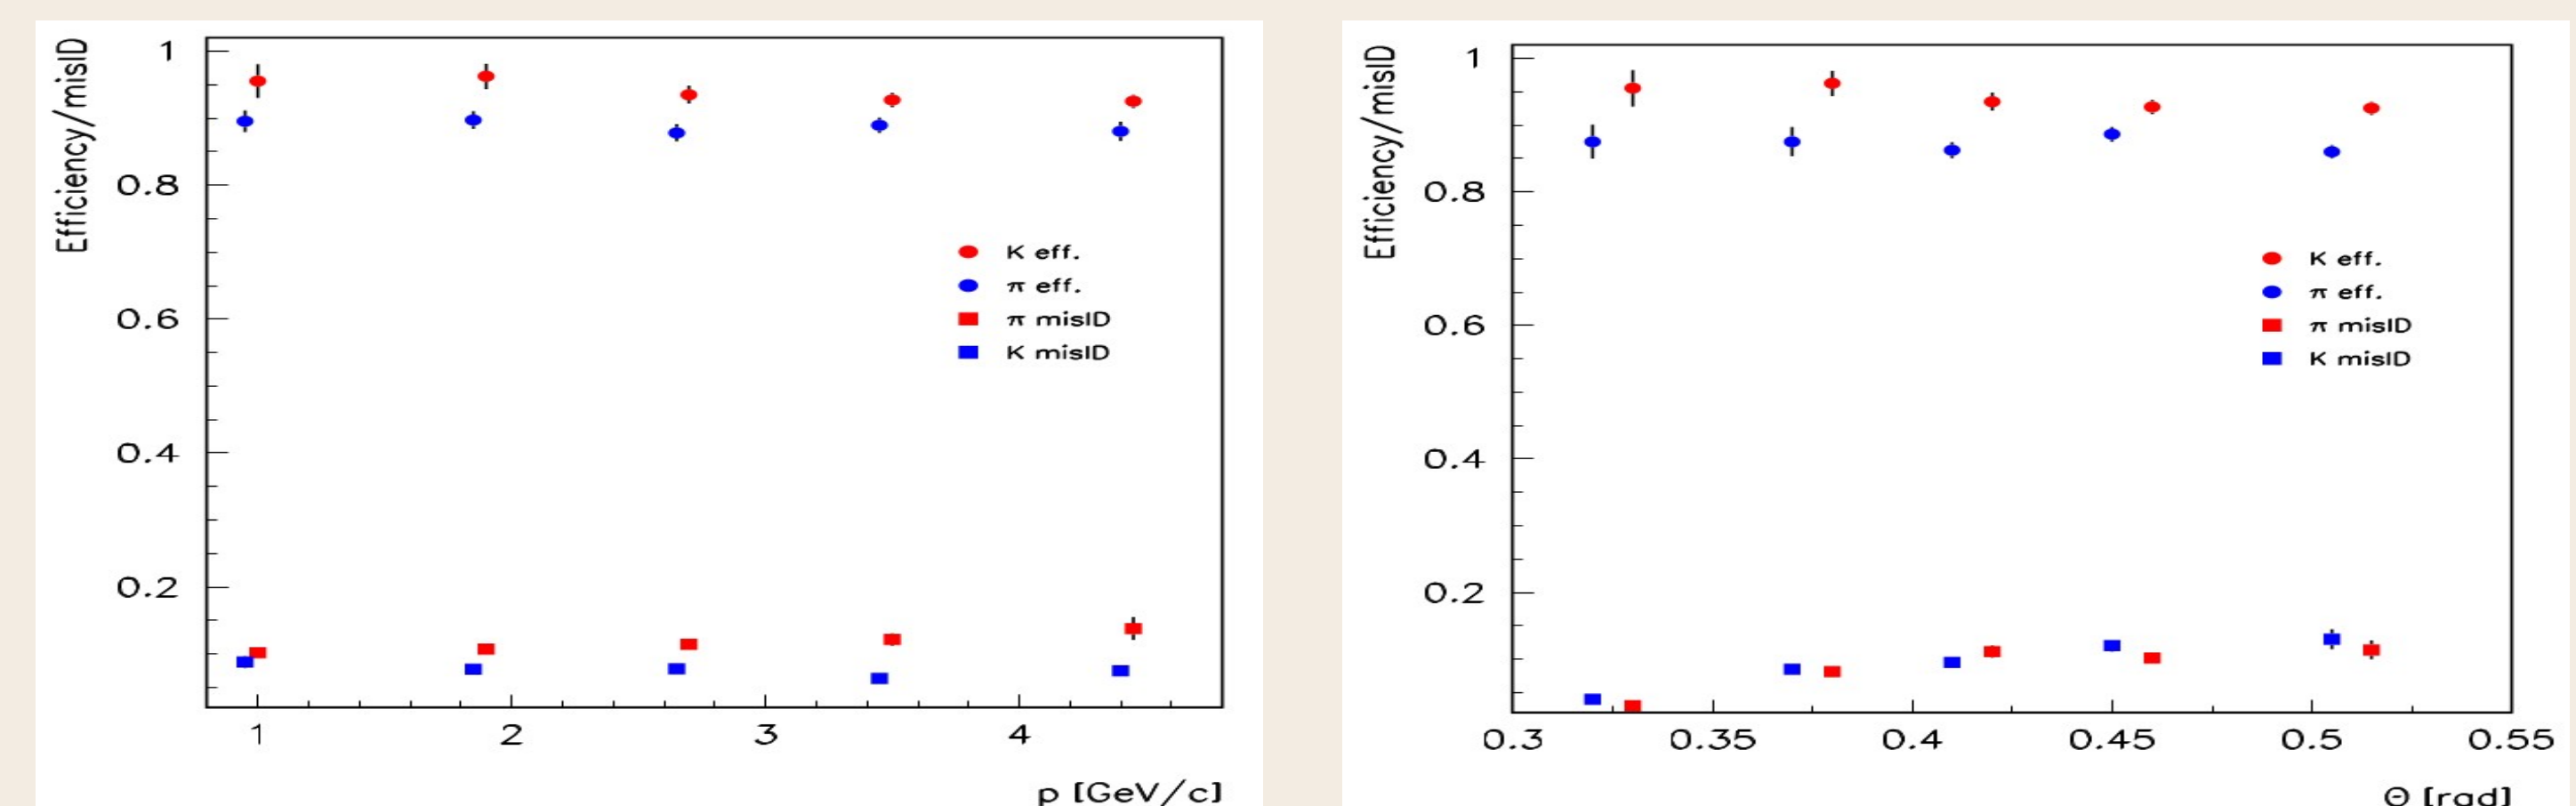 Efficiency/misID
1
0.8
0.6
0.4
0.2
K eff.
π eff.
π misID
K misID
1 2 3 4
p [GeV/c]
Efficiency/misID
1
0.8
0.6
0.4
0.2
K eff.
π eff.
π misID
K misID
0.3 0.35 0.4 0.45 0.5 0.55
Θ [rad]